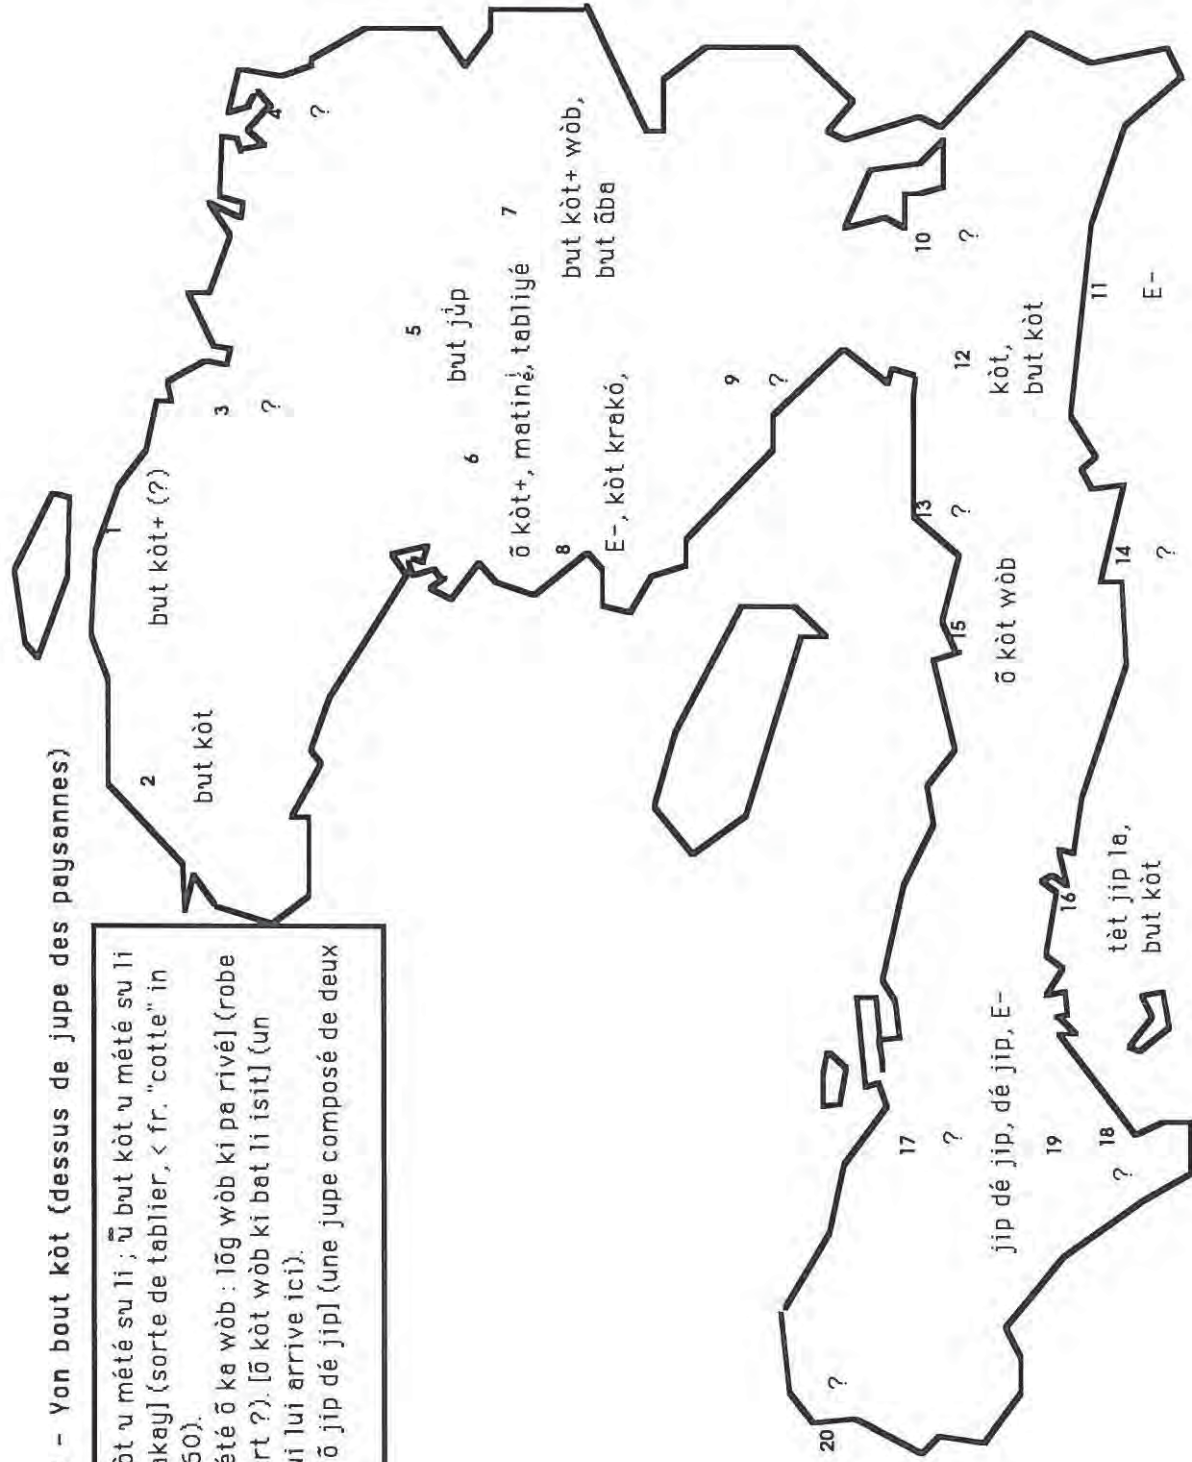 - Yon bout kòt (dessus de jupe des paysannes)
òt u mété su li ; u᷉ but kòt u mété su li
akay] (sorte de tablier, < fr. "cotte" in
50).
été õ ka wòb : lõg wòb ki pa rivé] (robe
rt ?). [õ kòt wòb ki bat li isit] (un
ui lui arrive ici).
õ jip dé jip] (une jupe composé de deux
1
but kòt+ (?)
2
but kòt
3
?
4
?
5
but jup
6
õ kòt+, matiné, tabliyé
7
but kòt+ wòb,
but ãba
8
E-, kòt krakó,
9
?
10
?
11
E-
12
kòt,
but kòt
13
?
14
?
15
õ kòt wòb
16
tèt jip la,
but kòt
17
?
18
?
19
jip dé jip, dé jip, E-
20
?